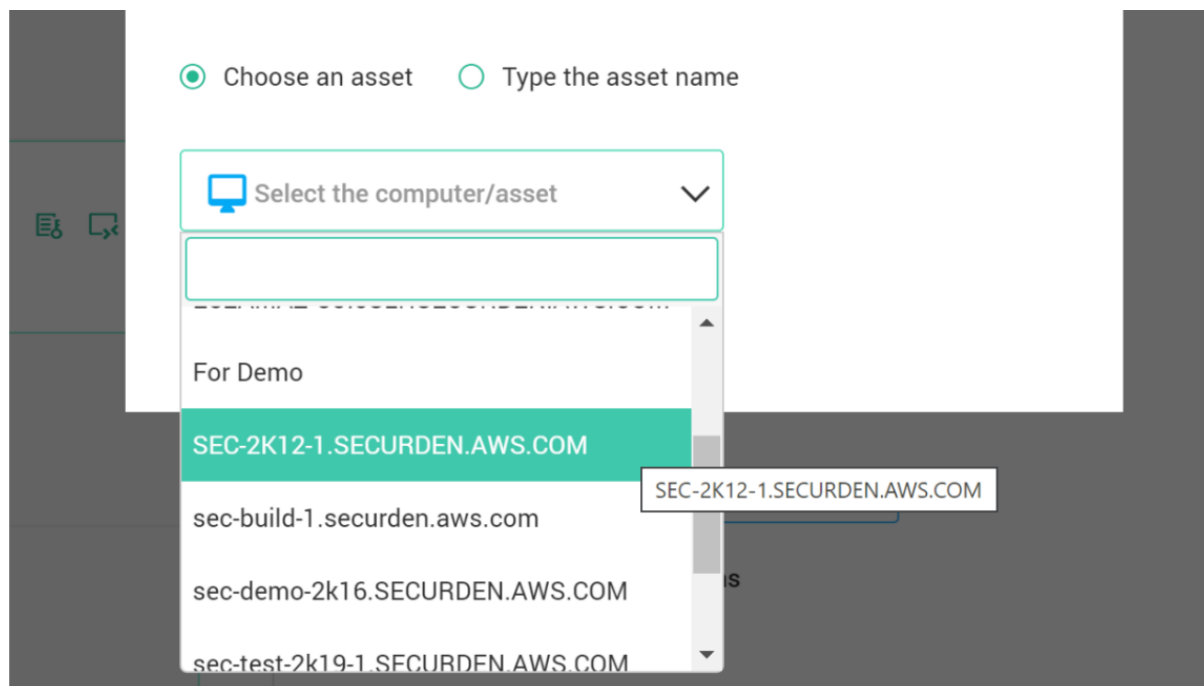 Choose an asset Type the asset name
Select the computer/asset
For Demo
SEC-2K12-1.SECURDEN.AWS.COM
SEC-2K12-1.SECURDEN.AWS.COM
sec-build-1.securden.aws.com
sec-demo-2k16.SECURDEN.AWS.COM
sec-test-2k19-1.SECURDEN.AWS.COM